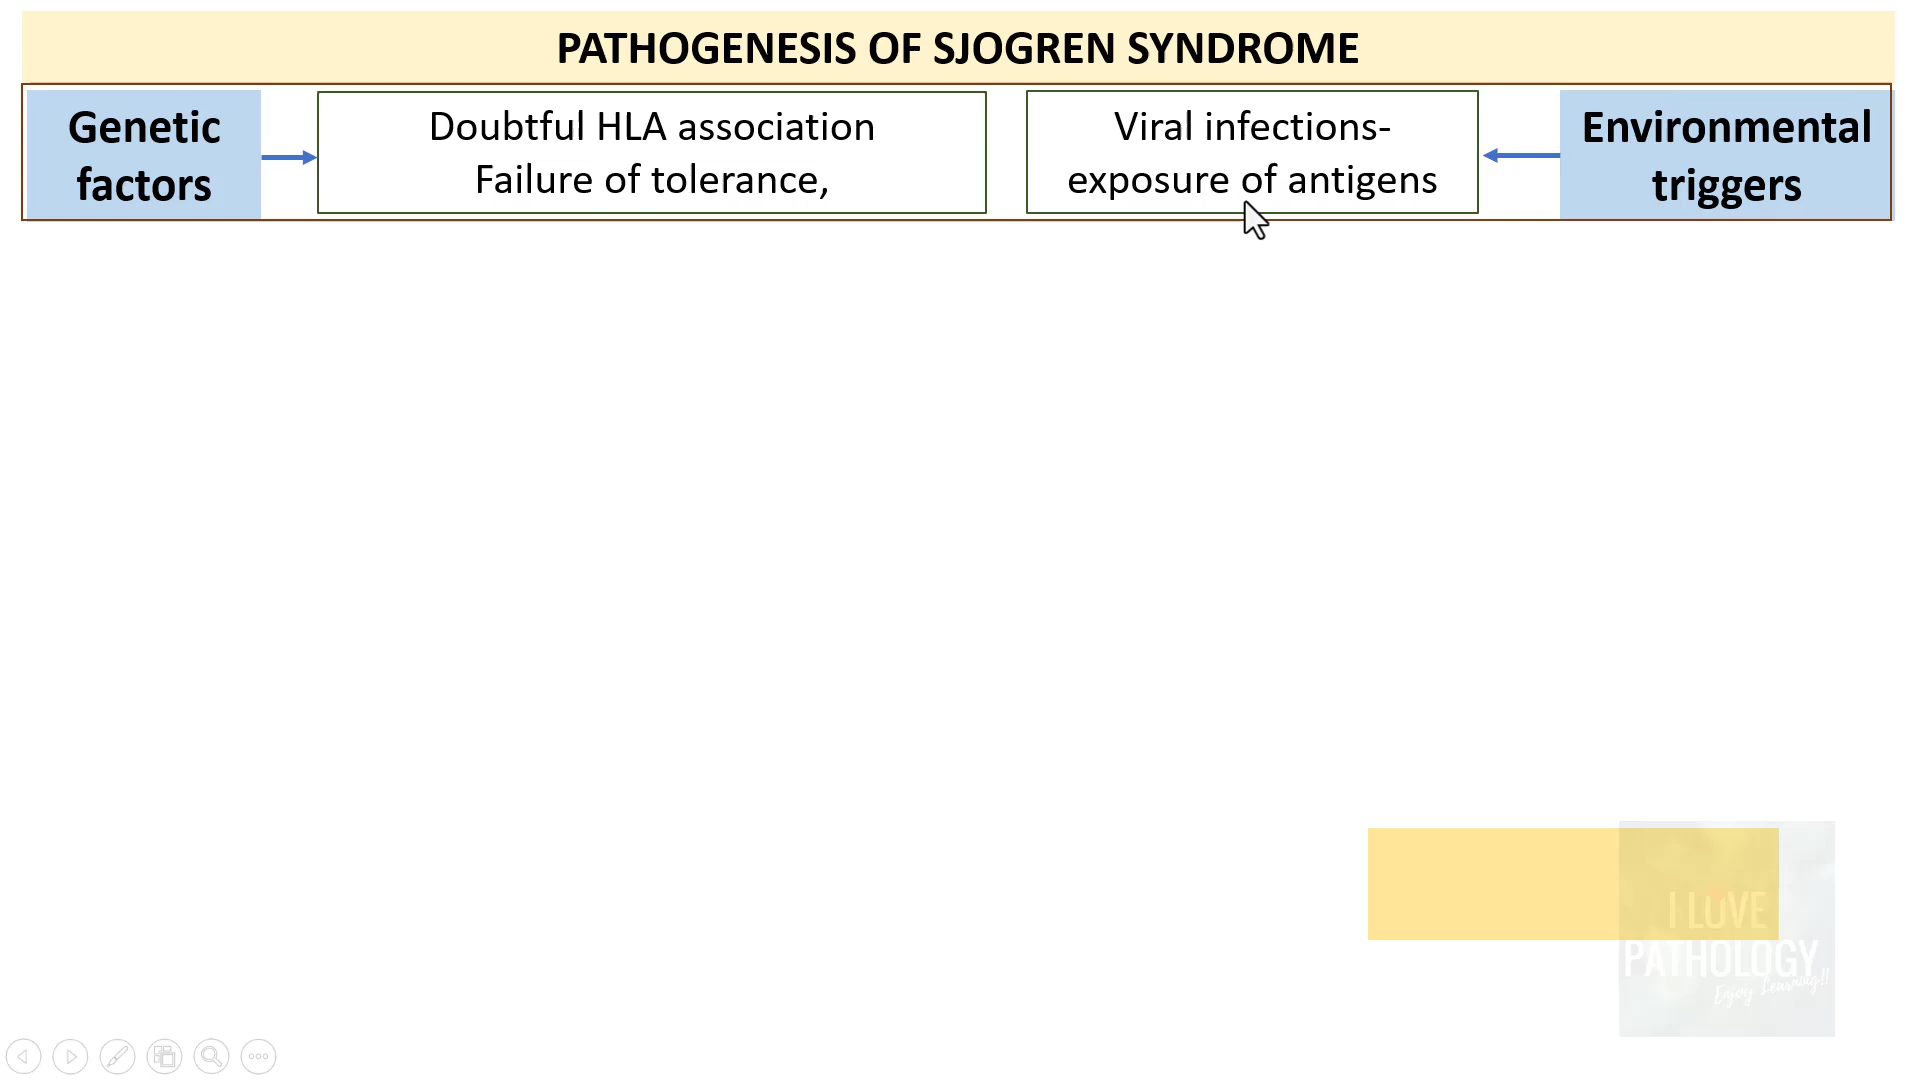 PATHOGENESIS OF SJOGREN SYNDROME
Genetic
factors
Doubtful HLA association
Failure of tolerance,
Viral infections-
exposure of antigens
Environmental
triggers
I LOVE
PATHOLOGY
Enjoy Learning!!